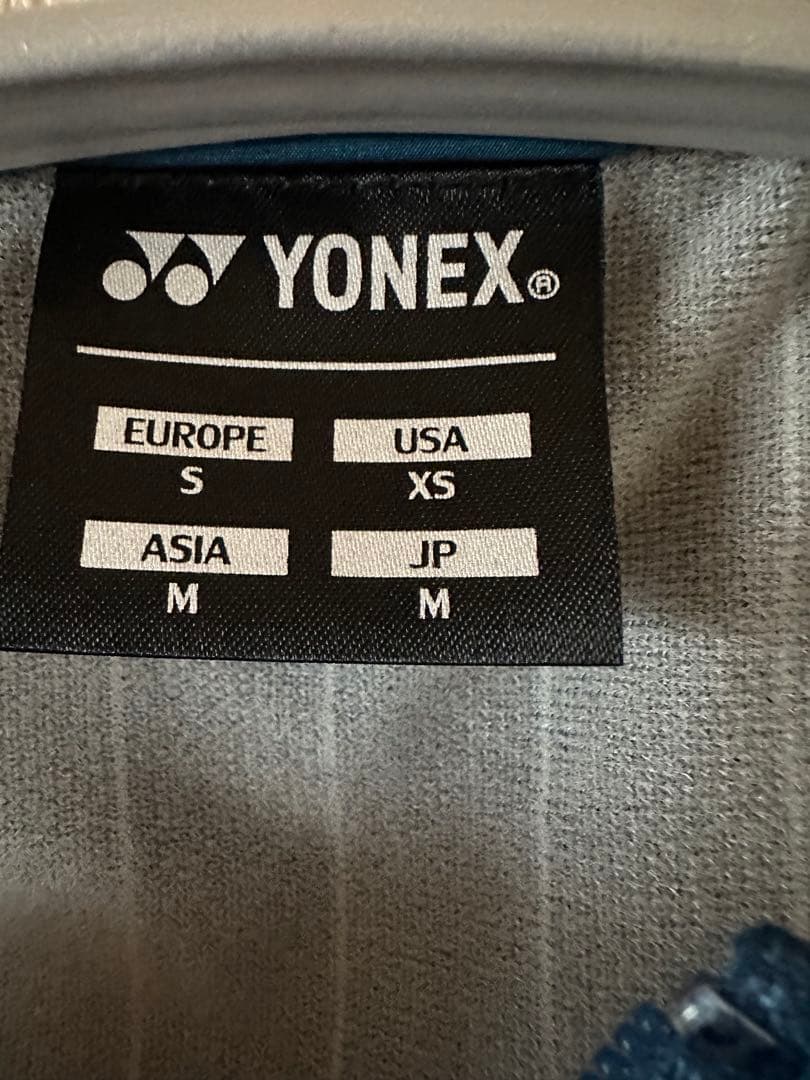 YONEX®
EUROPE USA
S XS
ASIA JP
M M